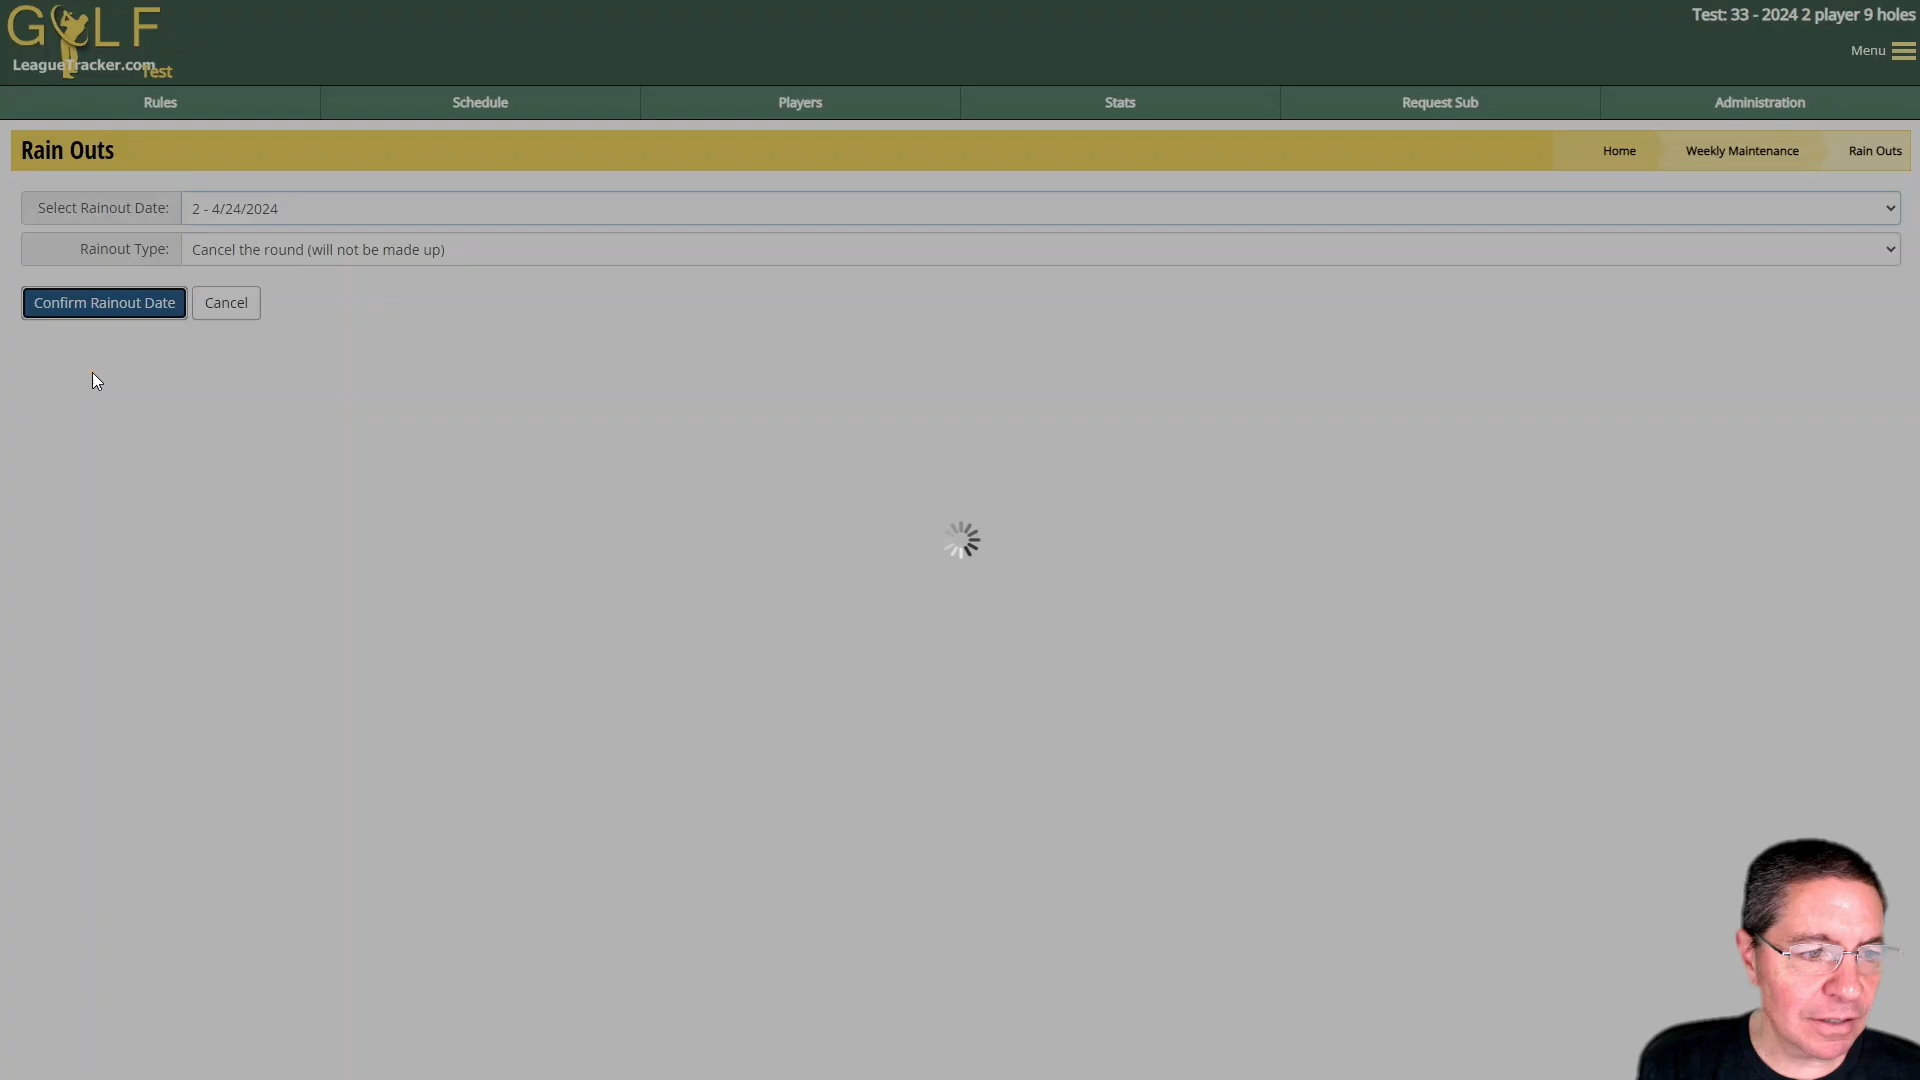 GOLF
LeagueTracker.com
Test
Test: 33 - 2024 2 player 9 holes
Menu
Rules
Schedule
Players
Stats
Request Sub
Administration
Rain Outs
Home
Weekly Maintenance
Rain Outs
Select Rainout Date:
2 - 4/24/2024
Rainout Type:
Cancel the round (will not be made up)
Confirm Rainout Date
Cancel